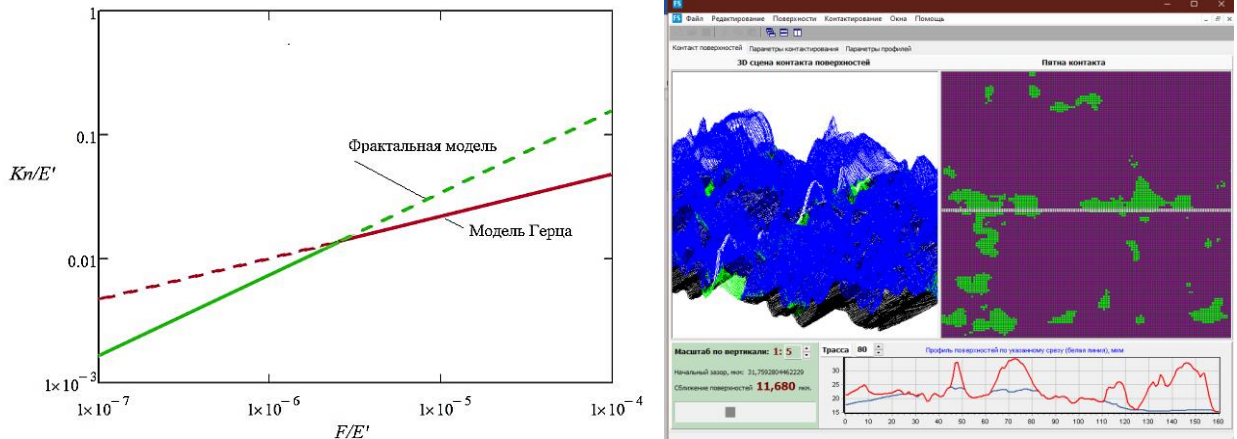 1
0.1
Kn/E'
0.01
1×10⁻³
1×10⁻⁷
1×10⁻⁶
1×10⁻⁵
1×10⁻⁴
F/E'
Фрактальная модель
Модель Герца
FS
FS Файл Редактирование Поверхности Контактирование Окна Помощь
Контакт поверхностей Параметры контактирования Параметры профилей
3D сцена контакта поверхностей
Пятна контакта
Масштаб по вертикали: 1: 5
Начальный зазор, мкм: 31,7592804462229
Сближение поверхностей 11,680 мкм.
Трасса 80
Профиль поверхностей по указанному срезу (белая линия), мкм
30
25
20
15
0 10 20 30 40 50 60 70 80 90 100 110 120 130 140 150 160